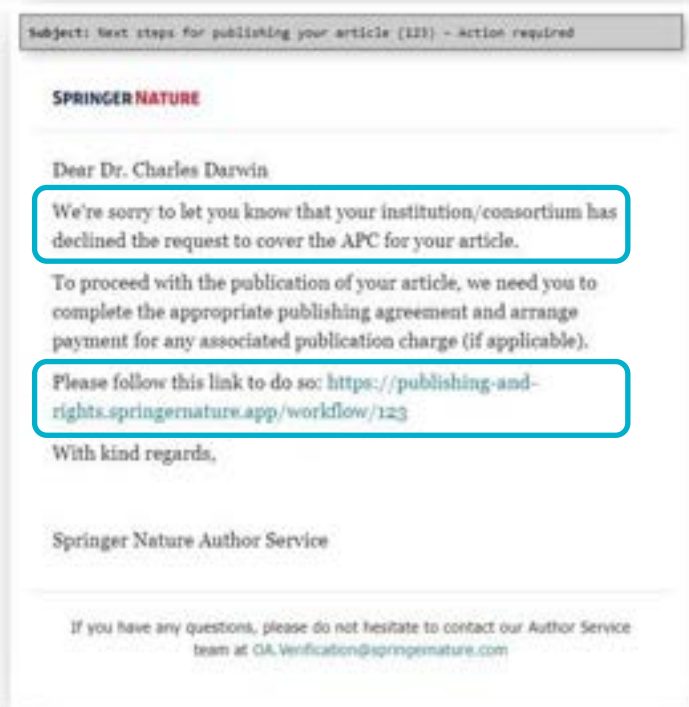 Subject: Next steps for publishing your article (123) - Action required
SPRINGER NATURE
Dear Dr. Charles Darwin
We're sorry to let you know that your institution/consortium has
declined the request to cover the APC for your article.
To proceed with the publication of your article, we need you to
complete the appropriate publishing agreement and arrange
payment for any associated publication charge (if applicable).
Please follow this link to do so: https://publishing-and-
rights.springernature.app/workflow/123
With kind regards,
Springer Nature Author Service
If you have any questions, please do not hesitate to contact our Author Service
team at OA.Verification@springernature.com